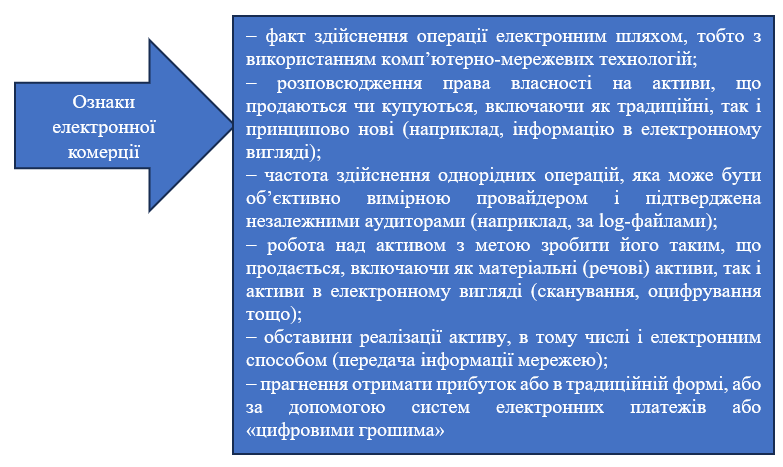 Ознаки
електронної
комерції
– факт здійснення операції електронним шляхом, тобто з
використанням комп’ютерно-мережевих технологій;
– розповсюдження права власності на активи, що
продаються чи купуються, включаючи як традиційні, так і
принципово нові (наприклад, інформацію в електронному
вигляді);
– частота здійснення однорідних операцій, яка може бути
об’єктивно вимірною провайдером і підтверджена
незалежними аудиторами (наприклад, за log-файлами);
– робота над активом з метою зробити його таким, що
продається, включаючи як матеріальні (речові) активи, так і
активи в електронному вигляді (сканування, оцифрування
тощо);
– обставини реалізації активу, в тому числі і електронним
способом (передача інформації мережею);
– прагнення отримати прибуток або в традиційній формі, або
за допомогою систем електронних платежів або
«цифровими грошима»